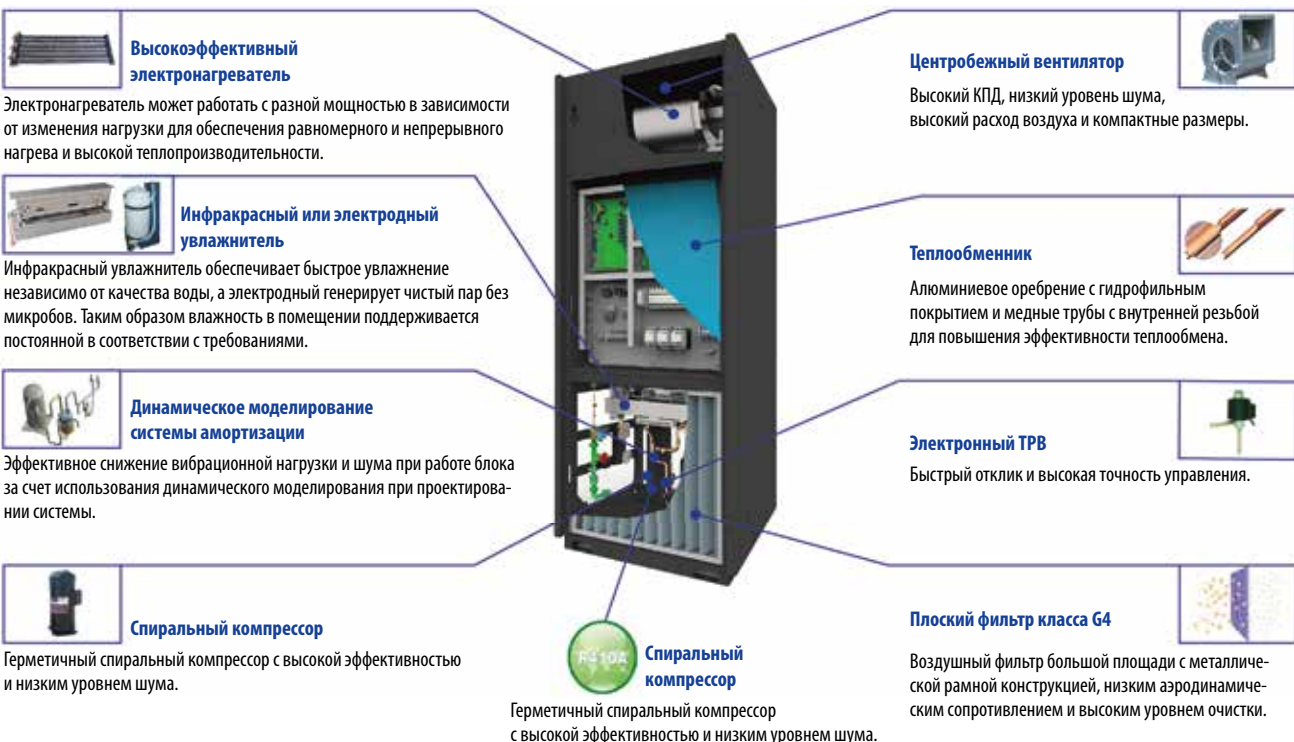 Высокоэффективный
электронагреватель
Электронагреватель может работать с разной мощностью в зависимости
от изменения нагрузки для обеспечения равномерного и непрерывного
нагрева и высокой теплопроизводительности.
Инфракрасный или электродный
увлажнитель
Инфракрасный увлажнитель обеспечивает быстрое увлажнение
независимо от качества воды, а электродный генерирует чистый пар без
микробов. Таким образом влажность в помещении поддерживается
постоянной в соответствии с требованиями.
Динамическое моделирование
системы амортизации
Эффективное снижение вибрационной нагрузки и шума при работе блока
за счет использования динамического моделирования при проектирова-
нии системы.
Спиральный компрессор
Герметичный спиральный компрессор с высокой эффективностью
и низким уровнем шума.
R410A
Спиральный
компрессор
Герметичный спиральный компрессор
с высокой эффективностью и низким уровнем шума.
Центробежный вентилятор
Высокий КПД, низкий уровень шума,
высокий расход воздуха и компактные размеры.
Теплообменник
Алюминиевое оребрение с гидрофильным
покрытием и медные трубы с внутренней резьбой
для повышения эффективности теплообмена.
Электронный ТРВ
Быстрый отклик и высокая точность управления.
Плоский фильтр класса G4
Воздушный фильтр большой площади с металличе-
ской рамной конструкцией, низким аэродинамиче-
ским сопротивлением и высоким уровнем очистки.